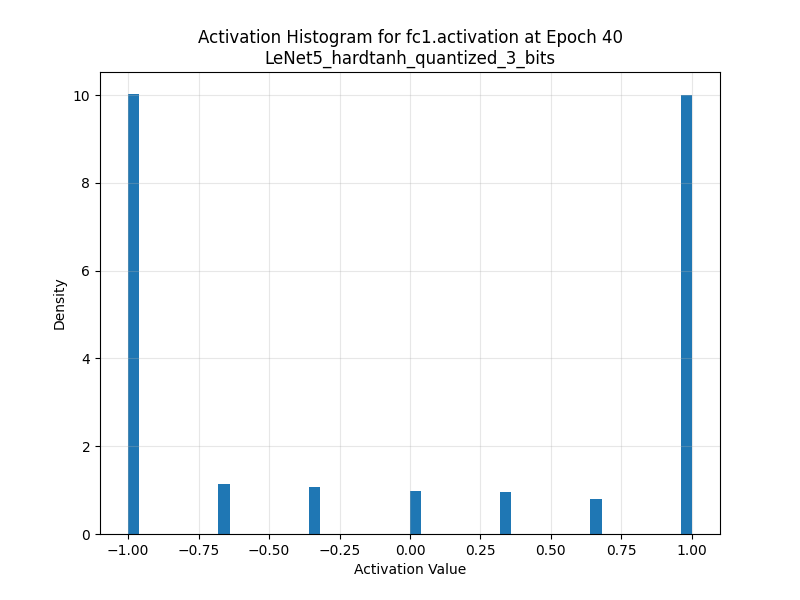 Activation Histogram for fc1.activation at Epoch 40
LeNet5_hardtanh_quantized_3_bits
Density
10
8
6
4
2
0
−1.00 −0.75 −0.50 −0.25 0.00 0.25 0.50 0.75 1.00
Activation Value